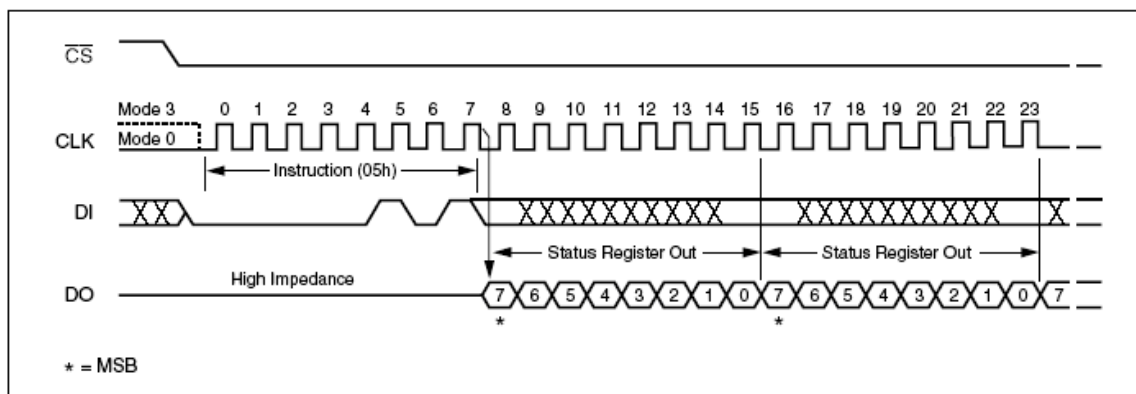 CS
Mode 3
0 1 2 3 4 5 6 7 8 9 10 11 12 13 14 15 16 17 18 19 20 21 22 23
CLK
Mode 0
Instruction (05h)
DI
Status Register Out Status Register Out
High Impedance
DO
7 6 5 4 3 2 1 0 7 6 5 4 3 2 1 0 7
* *
* = MSB